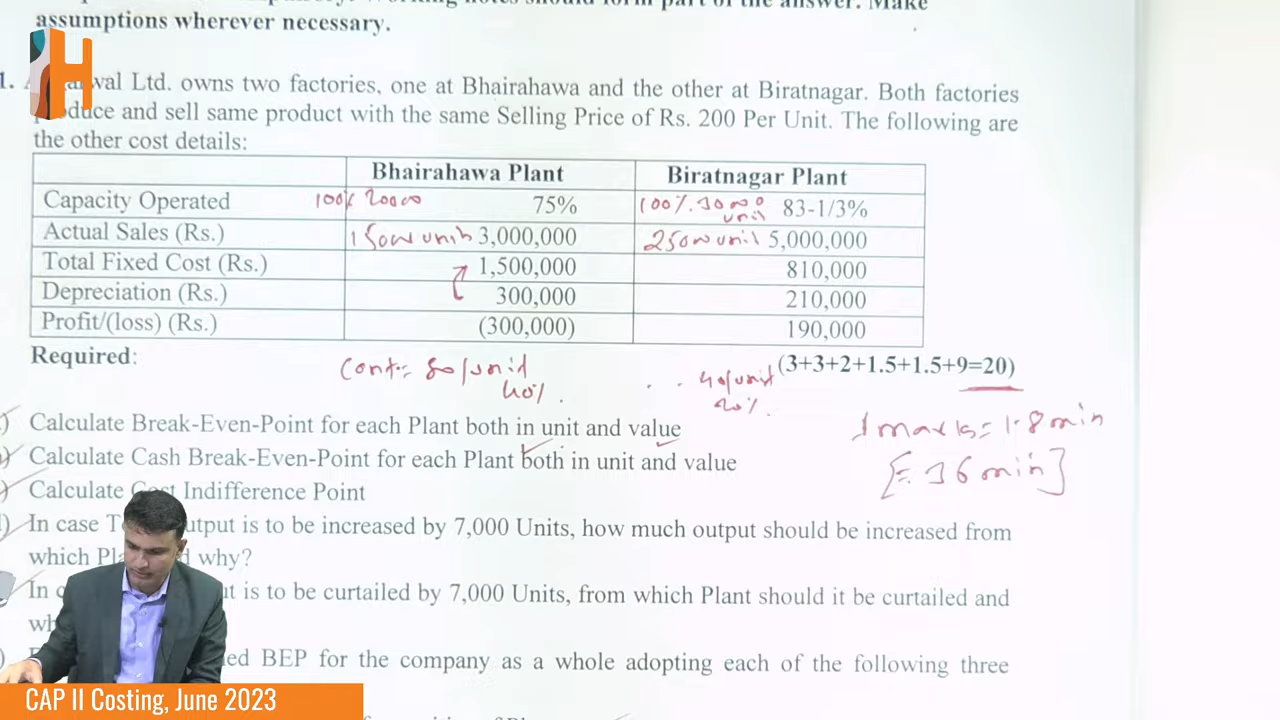 assumptions wherever necessary.
H
1. wal Ltd. owns two factories, one at Bhairahawa and the other at Biratnagar. Both factories
duce and sell same product with the same Selling Price of Rs. 200 Per Unit. The following are
the other cost details:
Bhairahawa Plant Biratnagar Plant
Capacity Operated 100% 20000 75% 100%. 30000 unit 83-1/3%
Actual Sales (Rs.) 15000 unit 3,000,000 25000 unit 5,000,000
Total Fixed Cost (Rs.) 1,500,000 810,000
Depreciation (Rs.) 300,000 210,000
Profit/(loss) (Rs.) (300,000) 190,000
Required: (3+3+2+1.5+1.5+9=20)
Cont:= 80/unit 40/unit
40% 20%
) Calculate Break-Even-Point for each Plant both in unit and value
1 marks = 1.8 min
) Calculate Cash Break-Even-Point for each Plant both in unit and value
[= 36 min]
) Calculate Cost Indifference Point
) In case utput is to be increased by 7,000 Units, how much output should be increased from
which Pla why?
In t is to be curtailed by 7,000 Units, from which Plant should it be curtailed and
) ed BEP for the company as a whole adopting each of the following three
CAP II Costing, June 2023